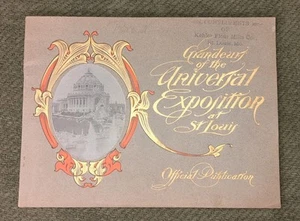 Grandeurs
of the
Universal
Exposition
at
St Louis
Official Publication